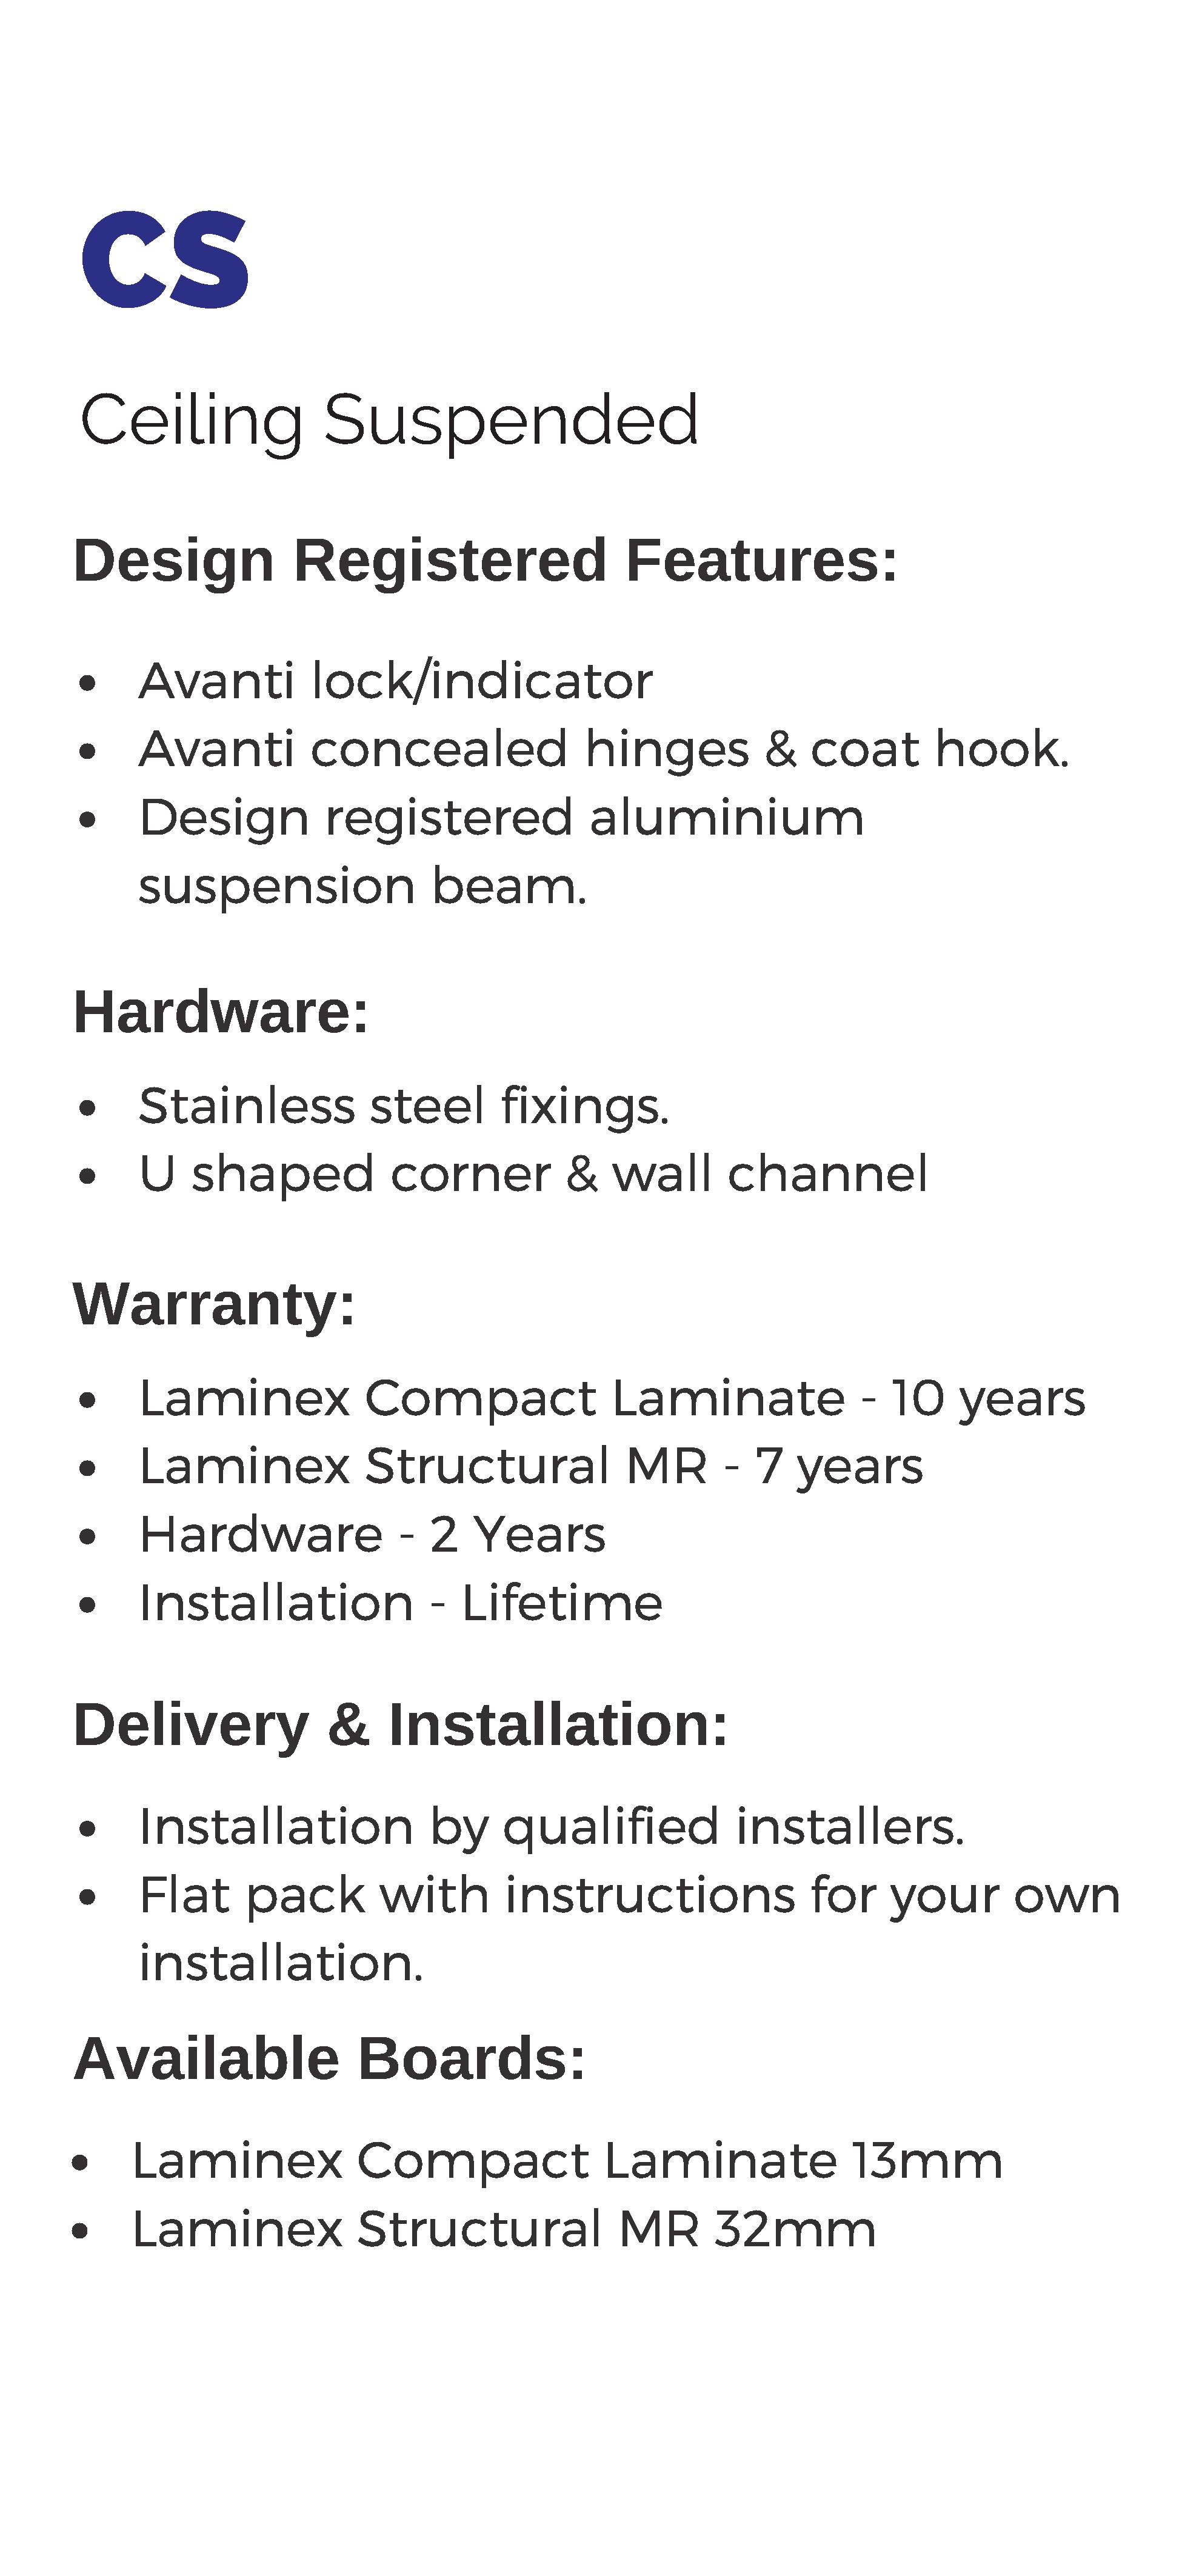 CS
Ceiling Suspended
Design Registered Features:
• Avanti lock/indicator
• Avanti concealed hinges & coat hook.
• Design registered aluminium
suspension beam.
Hardware:
• Stainless steel fixings.
• U shaped corner & wall channel
Warranty:
• Laminex Compact Laminate - 10 years
• Laminex Structural MR - 7 years
• Hardware - 2 Years
• Installation - Lifetime
Delivery & Installation:
• Installation by qualified installers.
• Flat pack with instructions for your own
installation.
Available Boards:
• Laminex Compact Laminate 13mm
• Laminex Structural MR 32mm